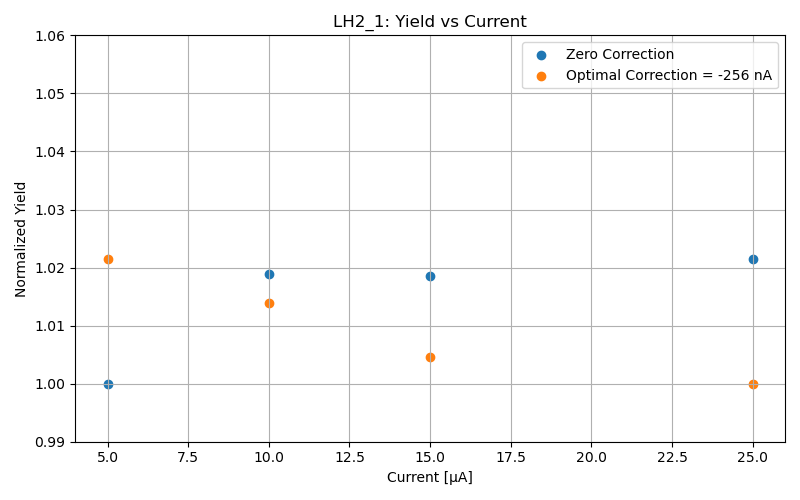 LH2_1: Yield vs Current
Zero Correction
Optimal Correction = -256 nA
Normalized Yield
1.06
1.05
1.04
1.03
1.02
1.01
1.00
0.99
5.0 7.5 10.0 12.5 15.0 17.5 20.0 22.5 25.0
Current [μA]